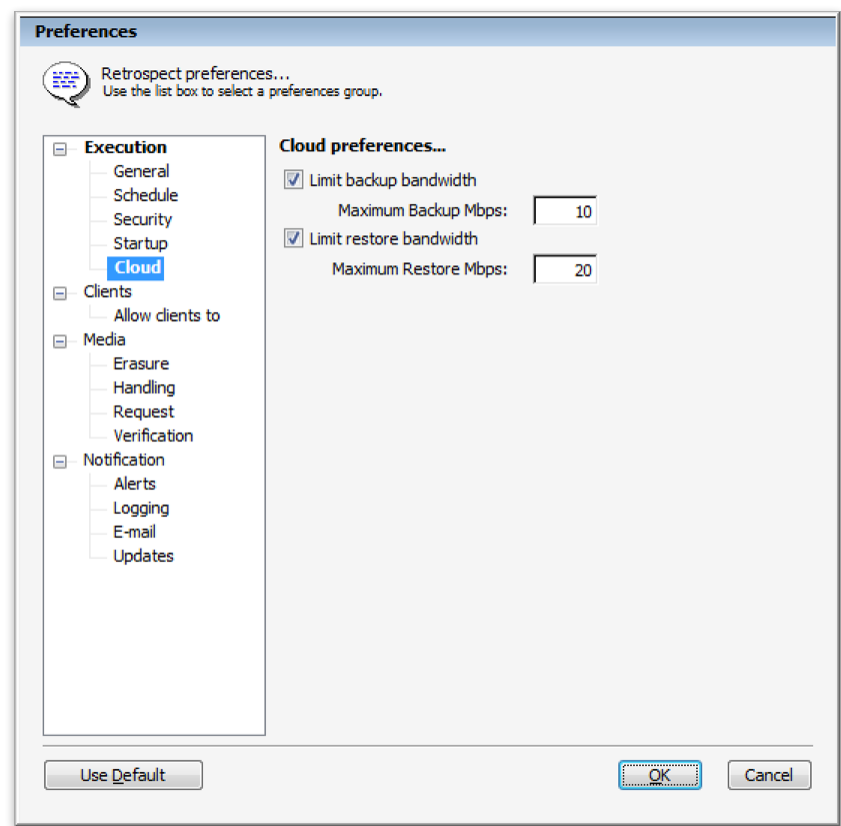 Preferences
Retrospect preferences...
Use the list box to select a preferences group.
Execution
General
Schedule
Security
Startup
Cloud
Clients
Allow clients to
Media
Erasure
Handling
Request
Verification
Notification
Alerts
Logging
E-mail
Updates
Cloud preferences...
Limit backup bandwidth
Maximum Backup Mbps: 10
Limit restore bandwidth
Maximum Restore Mbps: 20
Use Default
OK
Cancel